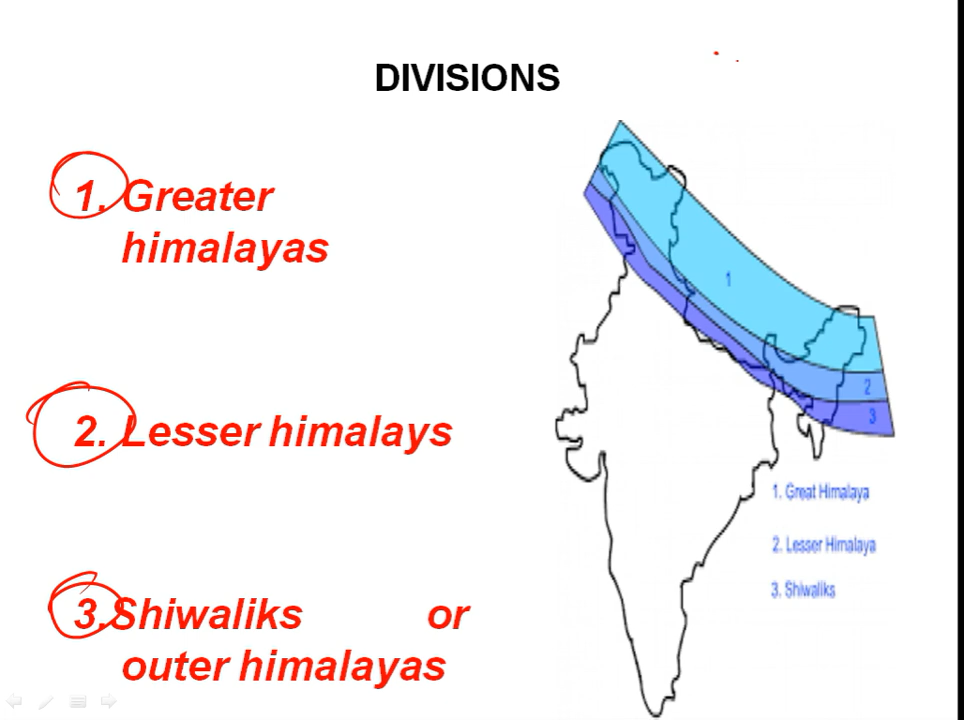 DIVISIONS
1. Greater
himalayas
2. Lesser himalays
3.Shiwaliks or
outer himalayas
1
2
3
1. Great Himalaya
2. Lesser Himalaya
3. Shiwaliks